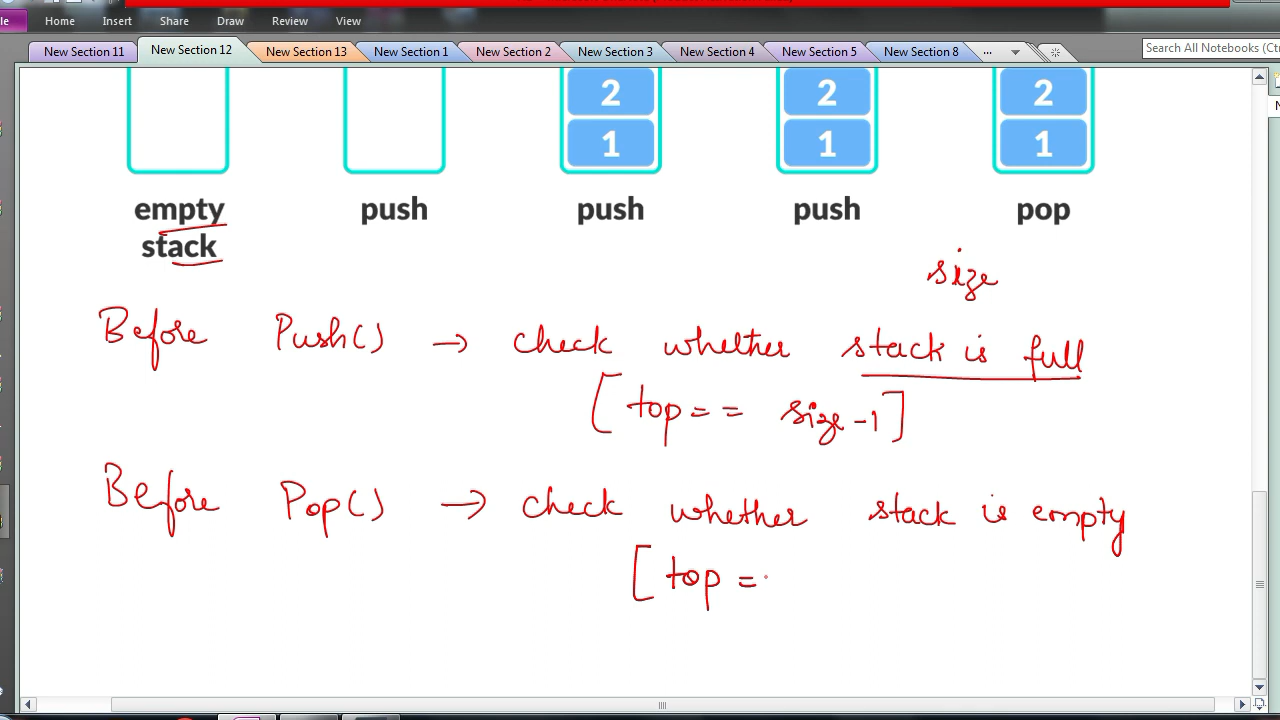 Home Insert Share Draw Review View
New Section 11 New Section 12 New Section 13 New Section 1 New Section 2 New Section 3 New Section 4 New Section 5 New Section 8 ... Search All Notebooks (Ctr
2 2 2
1 1 1
empty push push push pop
stack
size
Before Push() → check whether stack is full
[top== size-1]
Before Pop() → check whether stack is empty
[top =